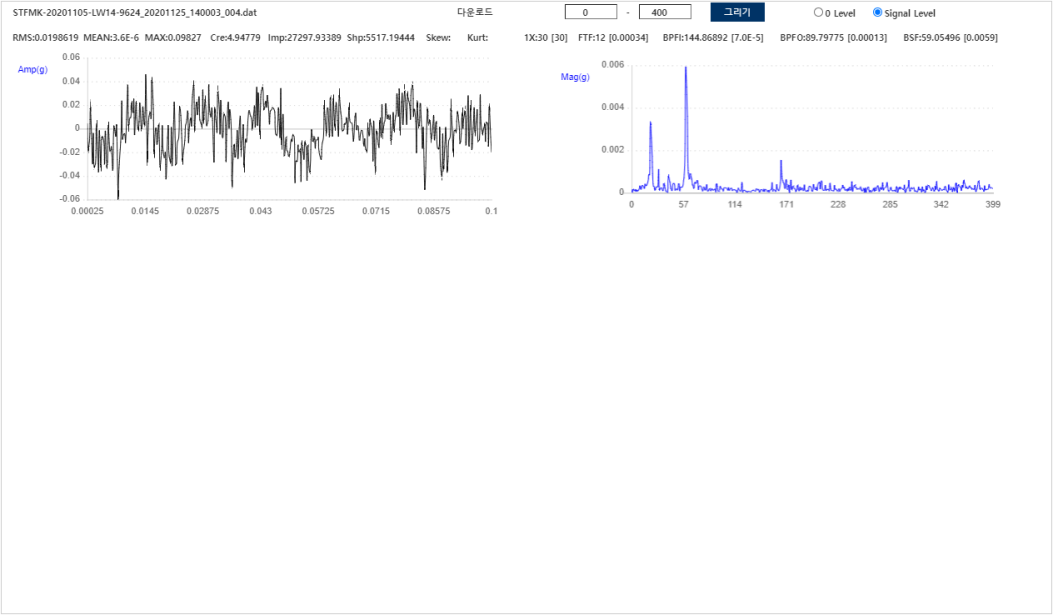 STFMK-20201105-LW14-9624_20201125_140003_004.dat 다운로드 0 - 400 그리기 0 Level Signal Level
RMS:0.0198619 MEAN:3.6E-6 MAX:0.09827 Cre:4.94779 Imp:27297.93389 Shp:5517.19444 Skew: Kurt: 1X:30 [30] FTF:12 [0.00034] BPFI:144.86892 [7.0E-5] BPFO:89.79775 [0.00013] BSF:59.05496 [0.0059]
Amp(g)
0.06
0.04
0.02
0
-0.02
-0.04
-0.06
0.00025 0.0145 0.02875 0.043 0.05725 0.0715 0.08575 0.1
Mag(g)
0.006
0.004
0.002
0
0 57 114 171 228 285 342 399